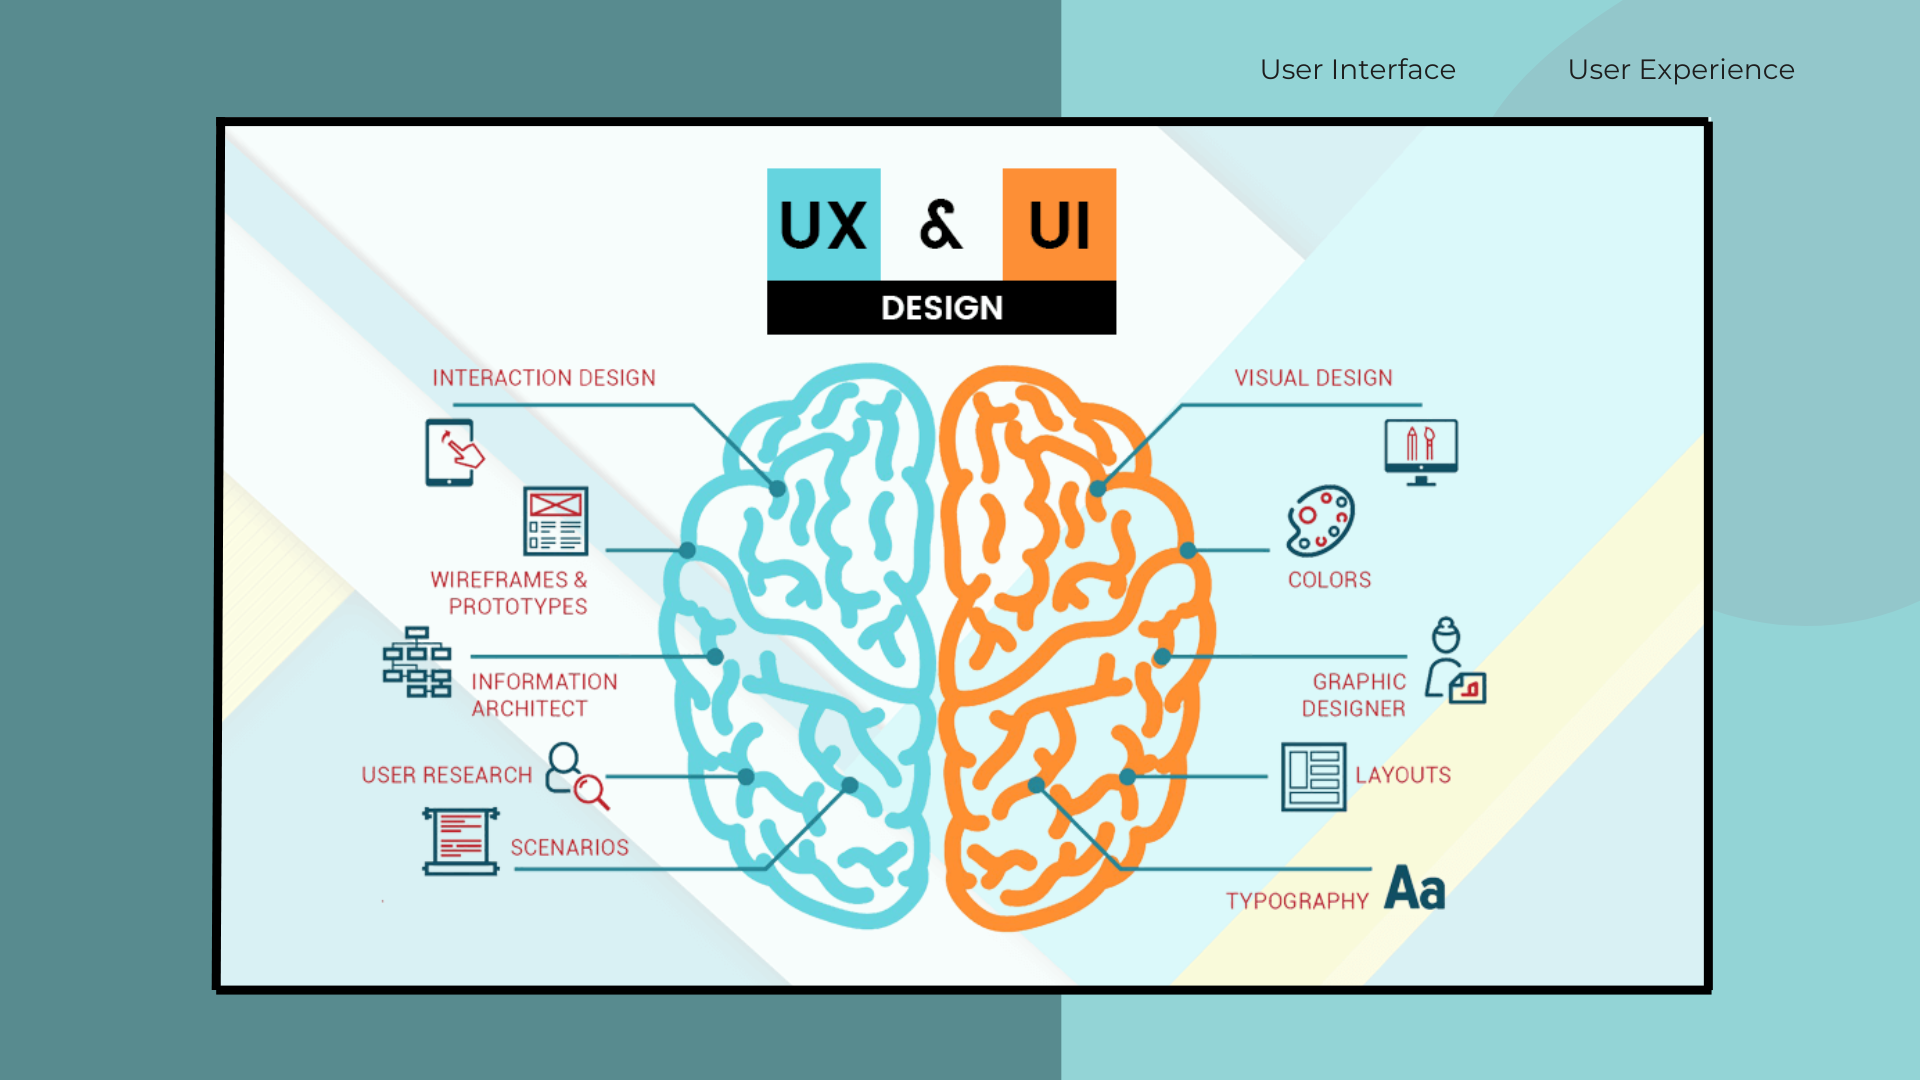 User Interface
User Experience
UX & UI
DESIGN
INTERACTION DESIGN
WIREFRAMES &
PROTOTYPES
INFORMATION
ARCHITECT
USER RESEARCH
SCENARIOS
VISUAL DESIGN
COLORS
GRAPHIC
DESIGNER
LAYOUTS
TYPOGRAPHY
Aa